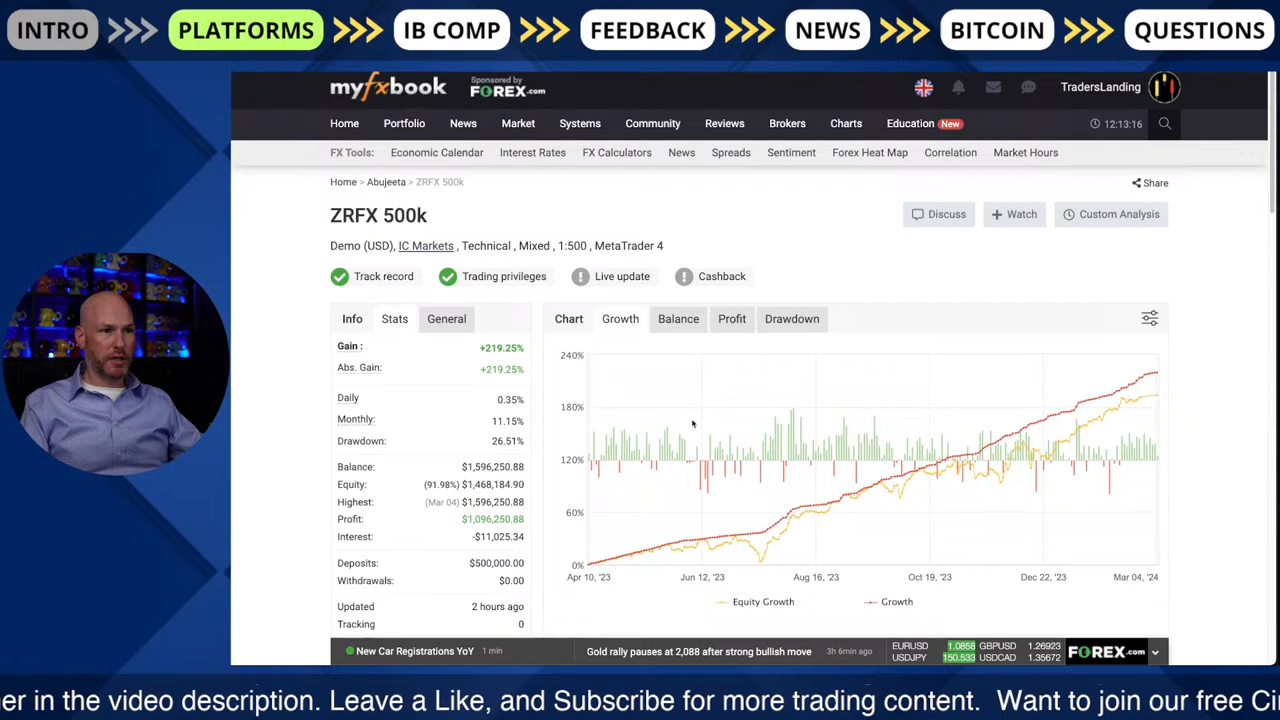 INTRO PLATFORMS IB COMP FEEDBACK NEWS BITCOIN QUESTIONS
myfxbook Sponsored by FOREX.com TradersLanding
Home Portfolio News Market Systems Community Reviews Brokers Charts Education New 12:13:16
FX Tools: Economic Calendar Interest Rates FX Calculators News Spreads Sentiment Forex Heat Map Correlation Market Hours
Home > Abujeeta > ZRFX 500k Share
ZRFX 500k Discuss Watch Custom Analysis
Demo (USD), IC Markets , Technical , Mixed , 1:500 , MetaTrader 4
Track record Trading privileges Live update Cashback
Info Stats General
Gain : +219.25%
Abs. Gain: +219.25%
Daily 0.35%
Monthly: 11.15%
Drawdown: 26.51%
Balance: $1,596,250.88
Equity: (91.98%) $1,468,184.90
Highest: (Mar 04) $1,596,250.88
Profit: $1,096,250.88
Interest: -$11,025.34
Deposits: $500,000.00
Withdrawals: $0.00
Updated 2 hours ago
Tracking 0
Chart Growth Balance Profit Drawdown
240%
180%
120%
60%
0%
Apr 10, '23 Jun 12, '23 Aug 16, '23 Oct 19, '23 Dec 22, '23 Mar 04, '24
Equity Growth Growth
New Car Registrations YoY 1 min Gold rally pauses at 2,088 after strong bullish move 3h 6min ago
EURUSD 1.0858 GBPUSD 1.26923
USDJPY 150.533 USDCAD 1.35672
FOREX.com
er in the video description. Leave a Like, and Subscribe for more trading content. Want to join our free Ci